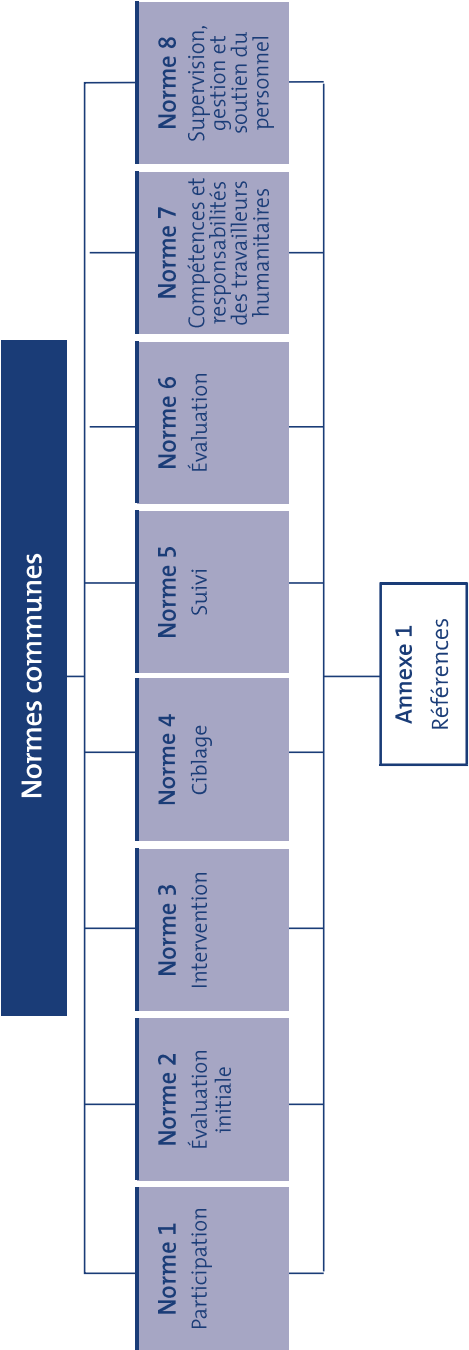 Normes communes
Norme 1
Participation
Norme 2
Évaluation
initiale
Norme 3
Intervention
Norme 4
Ciblage
Norme 5
Suivi
Norme 6
Évaluation
Norme 7
Compétences et
responsabilités
des travailleurs
humanitaires
Norme 8
Supervision,
gestion et
soutien du
personnel
Annexe 1
Références